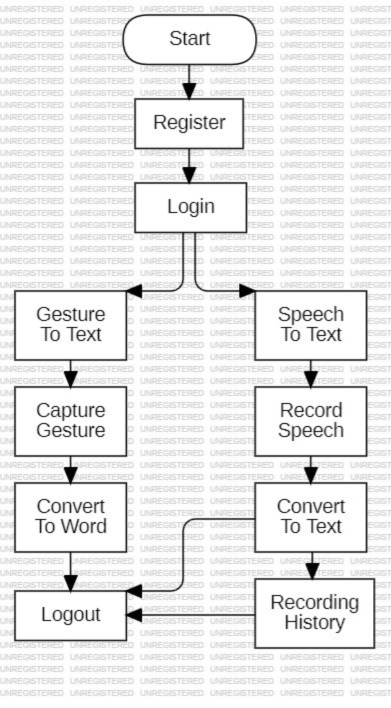 Start
Register
Login
Gesture
To Text
Speech
To Text
Capture
Gesture
Record
Speech
Convert
To Word
Convert
To Text
Logout
Recording
History
UNREGISTERED